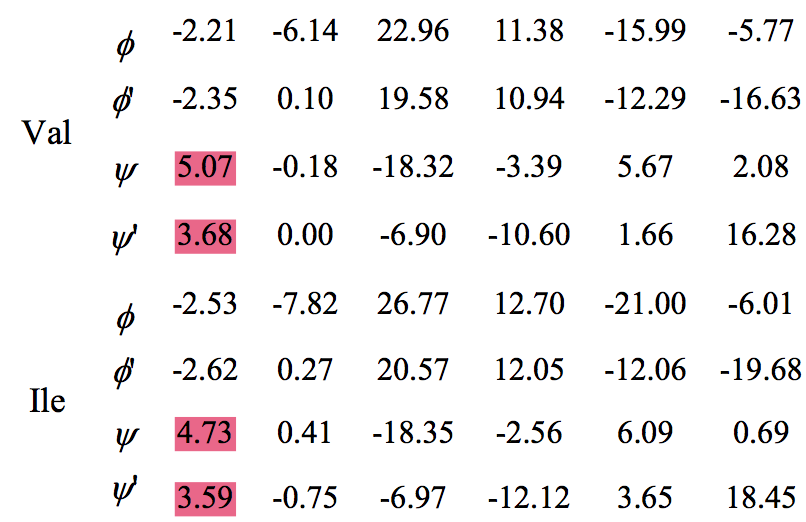 ϕ -2.21 -6.14 22.96 11.38 -15.99 -5.77
ϕ' -2.35 0.10 19.58 10.94 -12.29 -16.63
Val
ψ 5.07 -0.18 -18.32 -3.39 5.67 2.08
ψ' 3.68 0.00 -6.90 -10.60 1.66 16.28
ϕ -2.53 -7.82 26.77 12.70 -21.00 -6.01
ϕ' -2.62 0.27 20.57 12.05 -12.06 -19.68
Ile
ψ 4.73 0.41 -18.35 -2.56 6.09 0.69
ψ' 3.59 -0.75 -6.97 -12.12 3.65 18.45